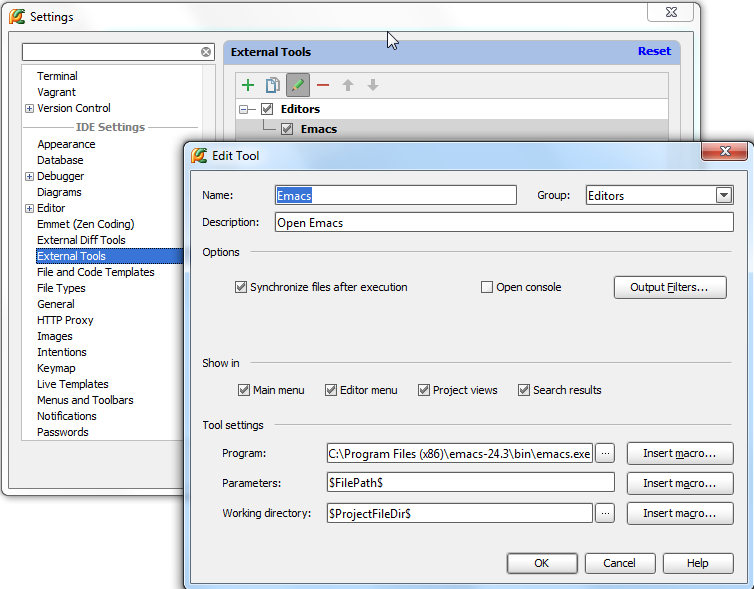 Settings
External Tools Reset
Terminal
Vagrant
Version Control
IDE Settings
Appearance
Database
Debugger
Diagrams
Editor
Emmet (Zen Coding)
External Diff Tools
External Tools
File and Code Templates
File Types
General
HTTP Proxy
Images
Intentions
Keymap
Live Templates
Menus and Toolbars
Notifications
Passwords
Editors
Emacs
Edit Tool
Name: Emacs Group: Editors
Description: Open Emacs
Options
Synchronize files after execution Open console Output Filters...
Show in
Main menu Editor menu Project views Search results
Tool settings
Program: C:\Program Files (x86)\emacs-24.3\bin\emacs.exe ... Insert macro...
Parameters: $FilePath$ Insert macro...
Working directory: $ProjectFileDir$ ... Insert macro...
OK Cancel Help